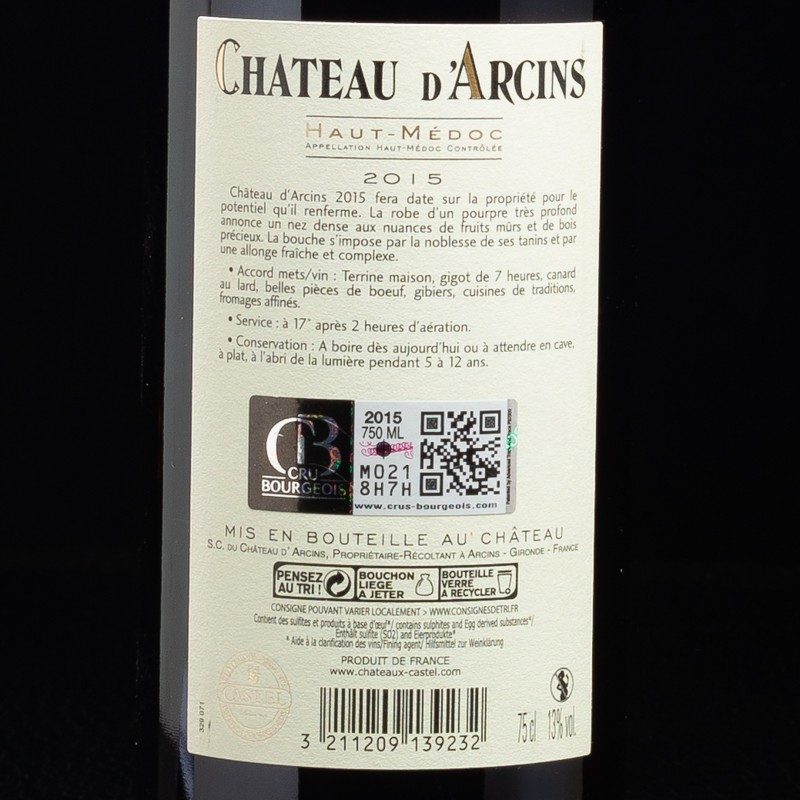 CHATEAU D'ARCINS
HAUT-MÉDOC
APPELLATION HAUT-MÉDOC CONTRÔLÉE
2015
Château d'Arcins 2015 fera date sur la propriété pour le
potentiel qu'il renferme. La robe d'un pourpre très profond
annonce un nez dense aux nuances de fruits mûrs et de bois
précieux. La bouche s'impose par la noblesse de ses tanins et par
une allonge fraîche et complexe.
• Accord mets/vin : Terrine maison, gigot de 7 heures, canard
au lard, belles pièces de boeuf, gibiers, cuisines de traditions,
fromages affinés.
• Service : à 17° après 2 heures d'aération.
• Conservation : A boire dès aujourd'hui ou à attendre en cave,
à plat, à l'abri de la lumière pendant 5 à 12 ans.
CB
CRU
BOURGEOIS
2015
750 ML
M021
8H7H
www.crus-bourgeois.com
MIS EN BOUTEILLE AU CHÂTEAU
S.C. DU CHÂTEAU D'ARCINS, PROPRIÉTAIRE-RÉCOLTANT À ARCINS - GIRONDE - FRANCE
PENSEZ
AU TRI !
BOUCHON
LIEGE
A JETER
BOUTEILLE
VERRE
A RECYCLER
CONSIGNE POUVANT VARIER LOCALEMENT > WWW.CONSIGNESDETRI.FR
Contient des sulfites et produits à base d'œuf*/ contains sulphites and Egg derived substances*/
Enthält sulfite (SO2) and Eierprodukte*
* Aide à la clarification des vins/Fining agent/ Hilfsmittel zur Weinklärung
PRODUIT DE FRANCE
www.chateaux-castel.com
CASTEL
329 071
3 211209 139232
75 cl 13% vol.